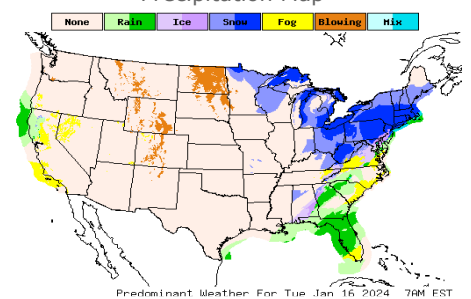 Precipitation Map
None Rain Ice Snow Fog Blowing Mix
Predominant Weather For Tue Jan 16 2024 7AM EST